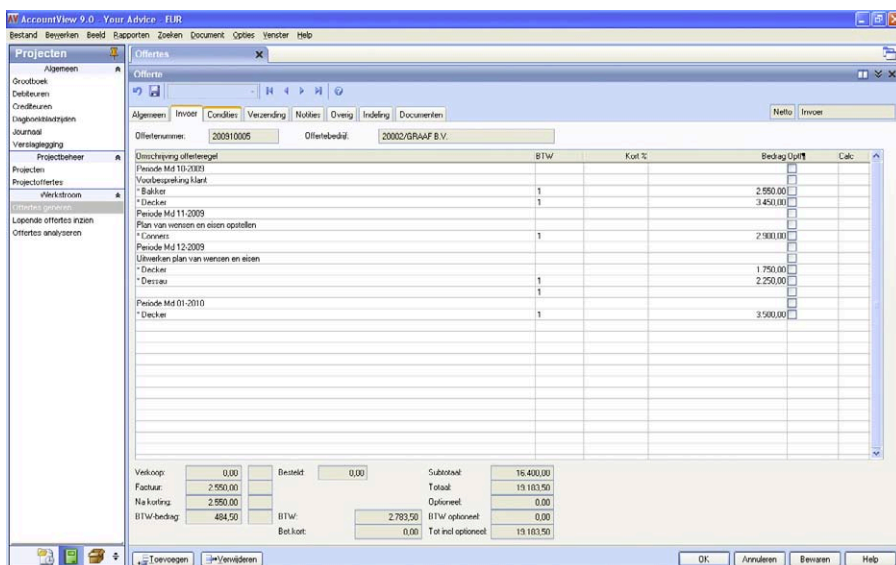 AccountView 9.0 - Your Advice - EUR
Bestand Bewerken Beeld Rapporten Zoeken Document Opties Venster Help
Projecten
Offertes
Algemeen
Offerte
Grootboek
Debiteuren
Crediteuren
Dagboekbladzijden
Journaal
Verslaglegging
Projectbeheer
Projecten
Projectoffertes
Werkstroom
Offertes genereren
Lopende offertes inzien
Offertes analyseren
Algemeen Invoer Condities Verzending Notities Overig Indeling Documenten
Netto Invoer
Offertenummer: 200910005 Offertebedrijf: 20002/GRAAF B.V.
Omschrijving offerteregel BTW Kort % Bedrag Opti¶ Calc
Periode Md 10-2009
Voorbespreking klant
* Bakker 1 2.550,00
* Decker 1 3.450,00
Periode Md 11-2009
Plan van wensen en eisen opstellen
* Conners 1 2.900,00
Periode Md 12-2009
Uitwerken plan van wensen en eisen
* Decker 1.750,00
* Dessau 1 2.250,00
1
Periode Md 01-2010
* Decker 1 3.500,00
Verkoop: 0,00 Besteld: 0,00 Subtotaal: 16.400,00
Factuur: 2.550,00 Totaal: 19.183,50
Na korting: 2.550,00 Optioneel: 0,00
BTW-bedrag: 484,50 BTW: 2.783,50 BTW optioneel: 0,00
Bet.kort: 0,00 Tot incl optioneel: 19.183,50
Toevoegen Verwijderen OK Annuleren Bewaren Help